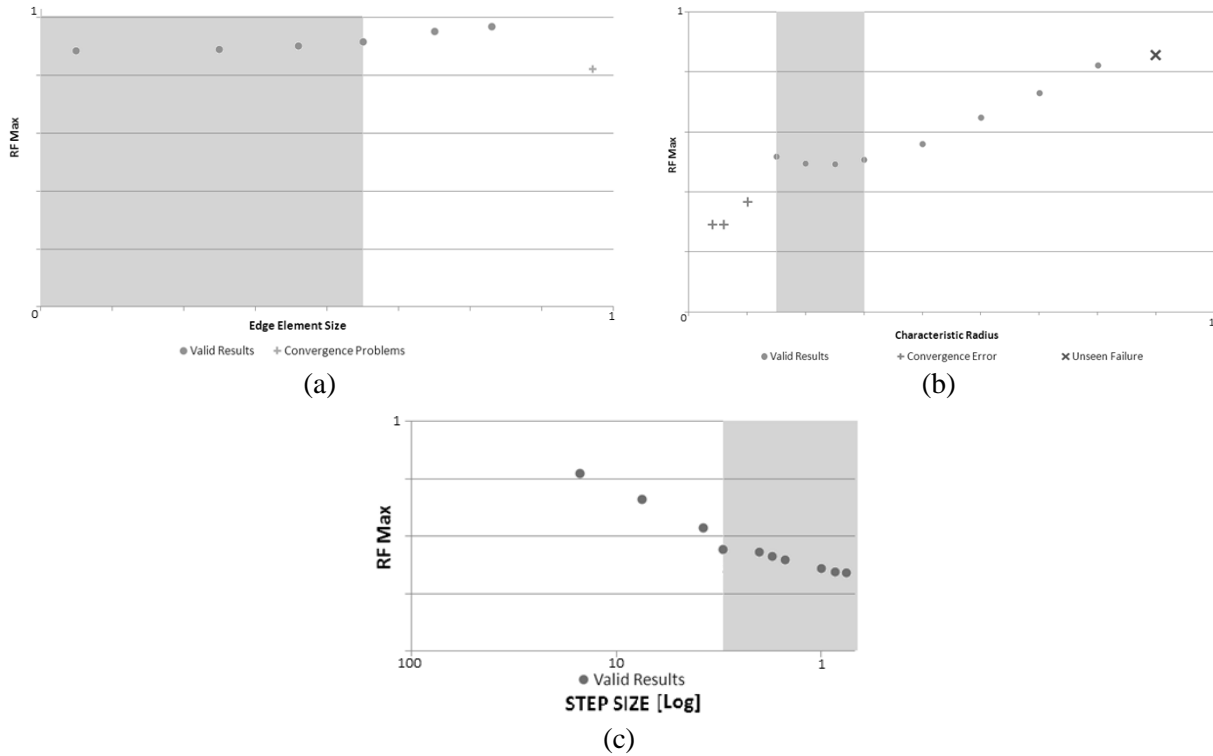 1
RF Max
0
1
Edge Element Size
Valid Results
Convergence Problems
(a)
1
RF Max
0
1
Characteristic Radius
Valid Results
Convergence Error
Unseen Failure
(b)
1
RF Max
100
10
1
Valid Results
STEP SIZE [Log]
(c)